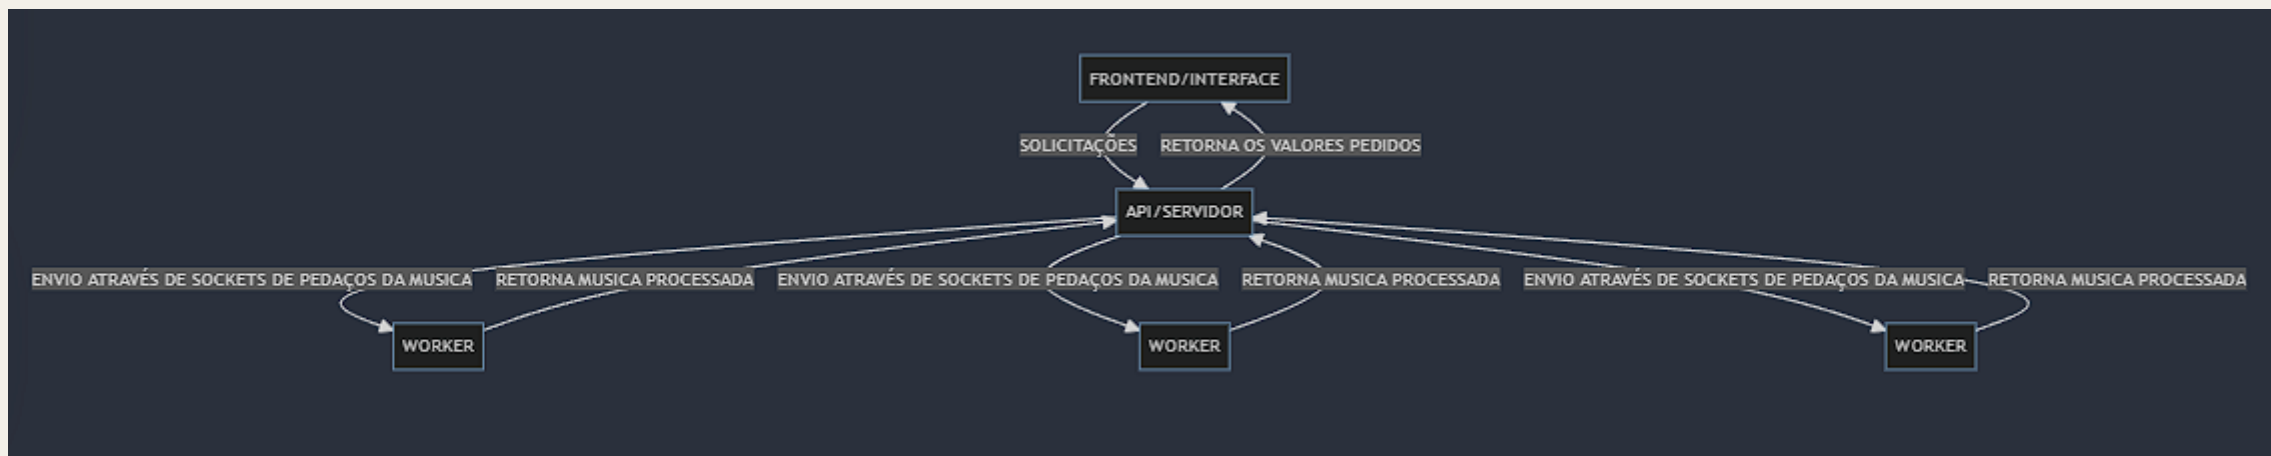 FRONTEND/INTERFACE
SOLICITAÇÕES
RETORNA OS VALORES PEDIDOS
API/SERVIDOR
ENVIO ATRAVÉS DE SOCKETS DE PEDAÇOS DA MUSICA
RETORNA MUSICA PROCESSADA
ENVIO ATRAVÉS DE SOCKETS DE PEDAÇOS DA MUSICA
RETORNA MUSICA PROCESSADA
ENVIO ATRAVÉS DE SOCKETS DE PEDAÇOS DA MUSICA
RETORNA MUSICA PROCESSADA
WORKER
WORKER
WORKER